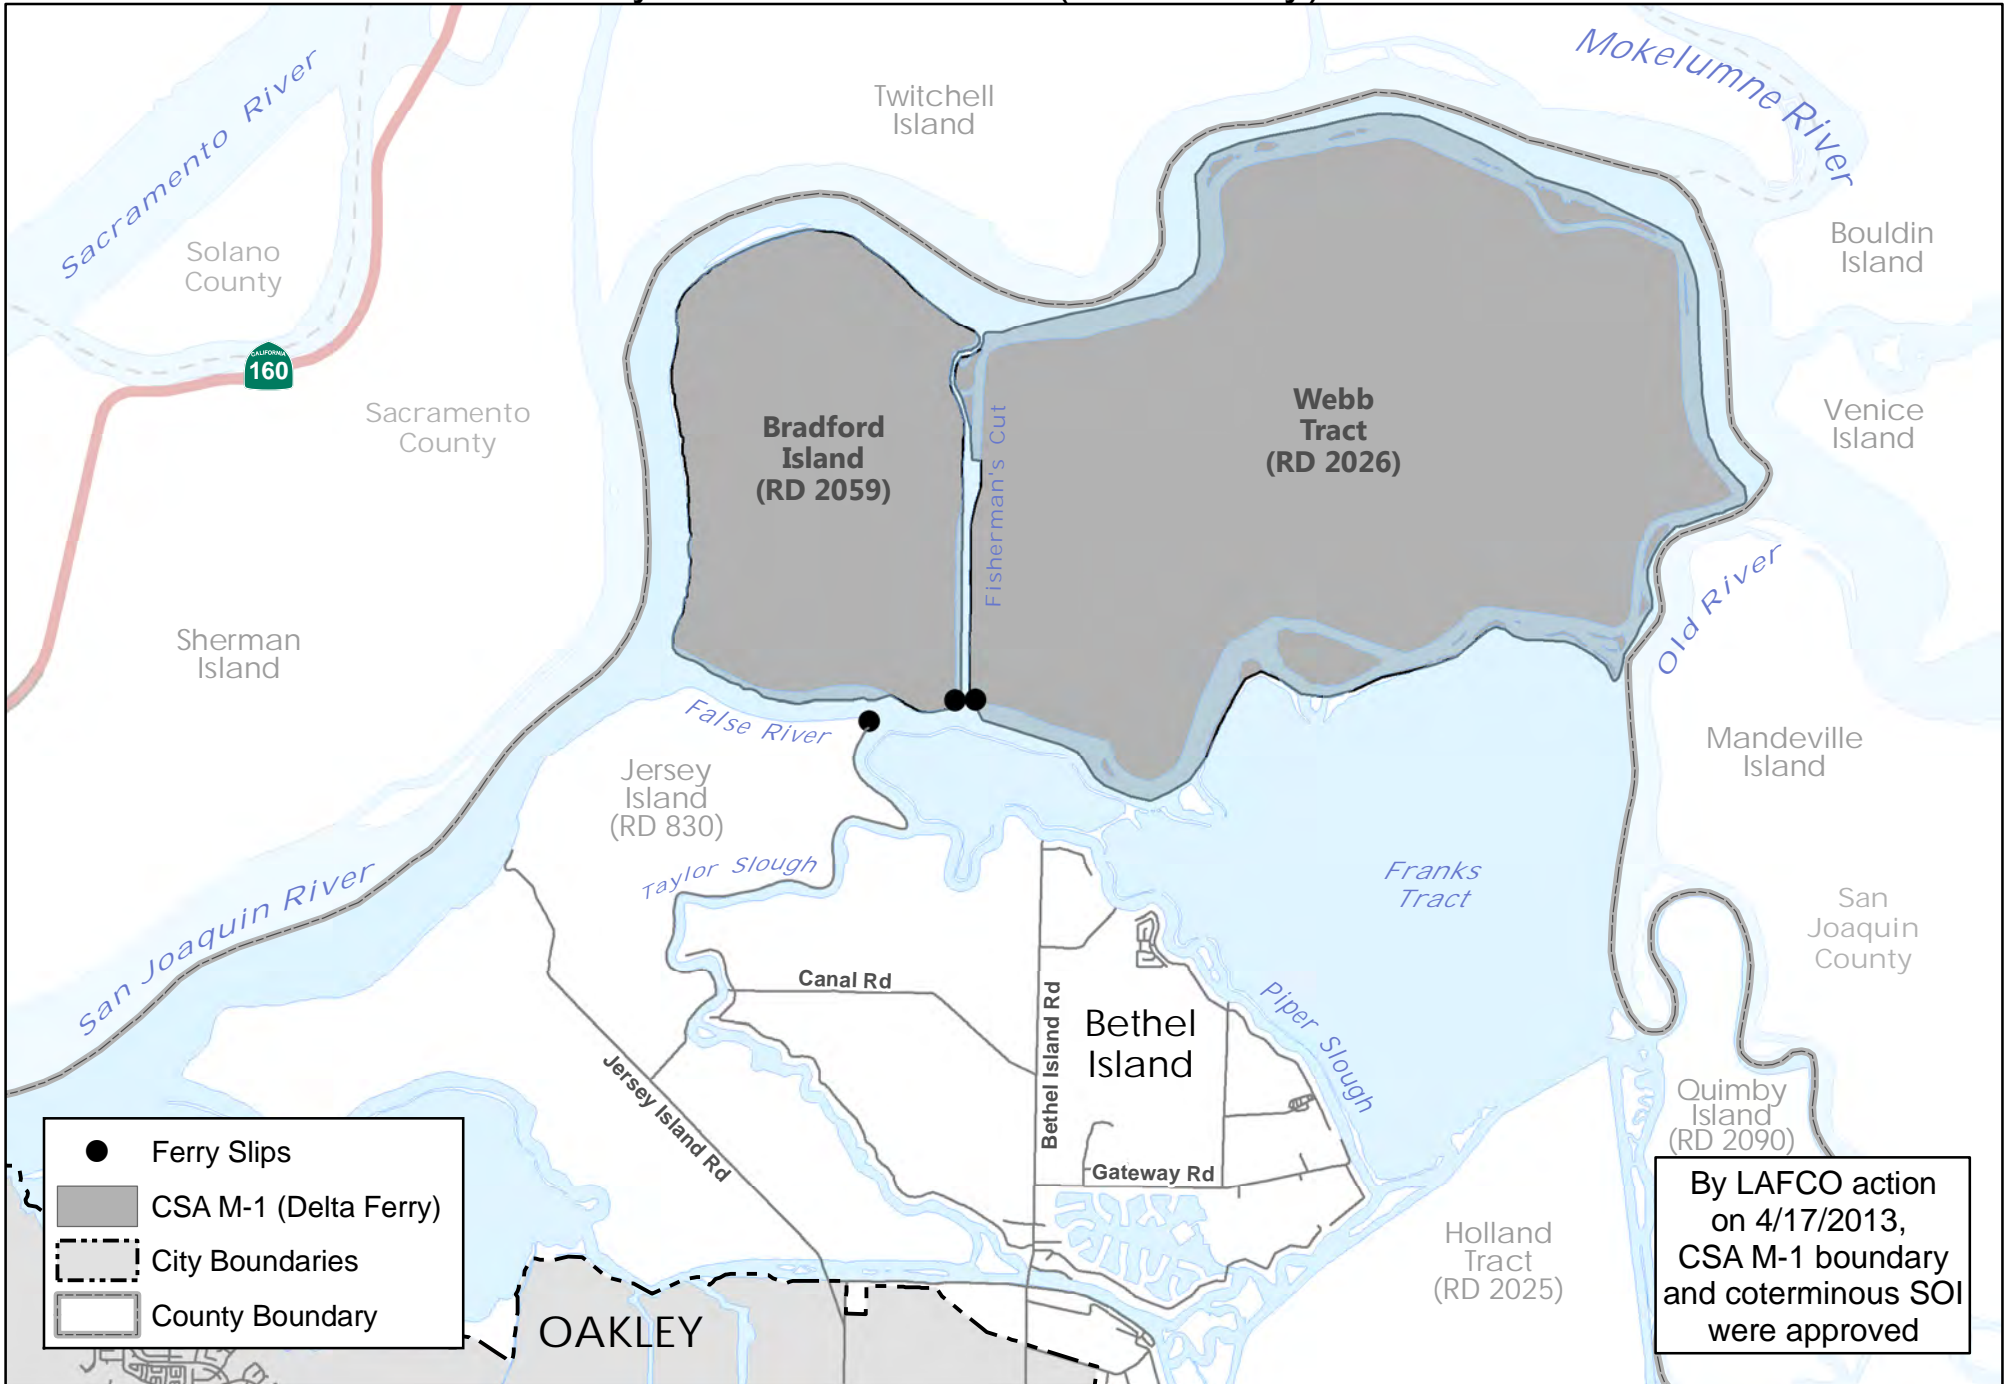 Mokelumne River
Sacramento River
Twitchell
Island
Solano
County
Bouldin
Island
CALIFORNIA
160
Sacramento
County
Bradford
Island
(RD 2059)
Fisherman's Cut
Webb
Tract
(RD 2026)
Venice
Island
Sherman
Island
Old River
False River
Jersey
Island
(RD 830)
Mandeville
Island
Taylor Slough
San Joaquin River
Franks
Tract
San
Joaquin
County
Canal Rd
Bethel Island Rd
Bethel
Island
Piper Slough
Jersey Island Rd
Gateway Rd
Quimby
Island
(RD 2090)
Holland
Tract
(RD 2025)
Ferry Slips
CSA M-1 (Delta Ferry)
City Boundaries
County Boundary
OAKLEY
By LAFCO action
on 4/17/2013,
CSA M-1 boundary
and coterminous SOI
were approved